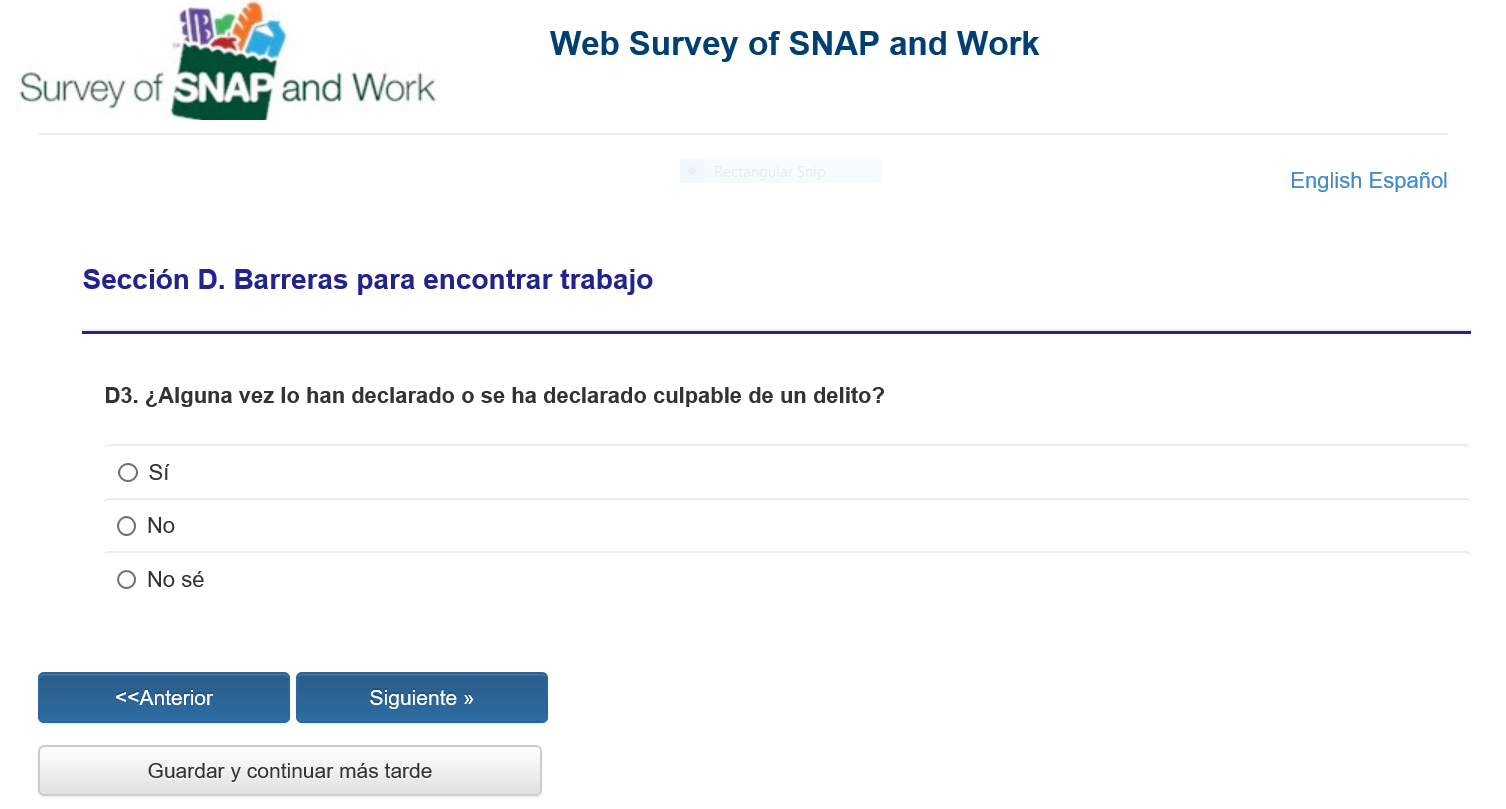 Survey of SNAP and Work
Web Survey of SNAP and Work
Rectangular Snip
English Español
Sección D. Barreras para encontrar trabajo
D3. ¿Alguna vez lo han declarado o se ha declarado culpable de un delito?
Sí
No
No sé
<<Anterior
Siguiente »
Guardar y continuar más tarde